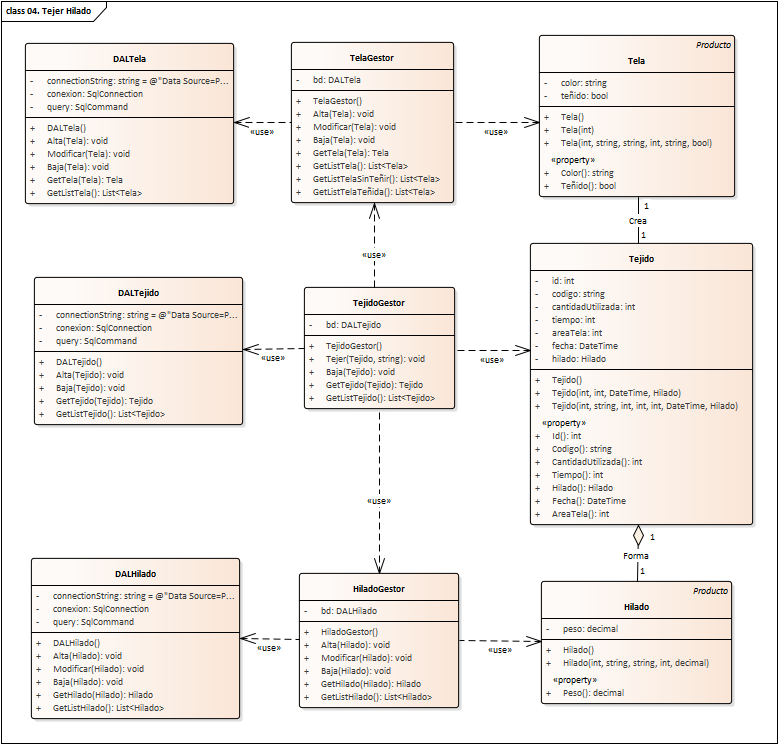 class 04. Tejer Hilado
DALTela
- connectionString: string = @"Data Source=P...
- conexion: SqlConnection
- query: SqlCommand
+ DALTela()
+ Alta(Tela): void
+ Modificar(Tela): void
+ Baja(Tela): void
+ GetTela(Tela): Tela
+ GetListTela(): List<Tela>
«use»
TelaGestor
- bd: DALTela
+ TelaGestor()
+ Alta(Tela): void
+ Modificar(Tela): void
+ Baja(Tela): void
+ GetTela(Tela): Tela
+ GetListTela(): List<Tela>
+ GetListTelaSinTeñir(): List<Tela>
+ GetListTelaTeñida(): List<Tela>
«use»
Producto
Tela
- color: string
- teñido: bool
+ Tela()
+ Tela(int)
+ Tela(int, string, string, int, string, bool)
«property»
+ Color(): string
+ Teñido(): bool
1
Crea
1
«use»
DALTejido
- connectionString: string = @"Data Source=P...
- conexion: SqlConnection
- query: SqlCommand
+ DALTejido()
+ Alta(Tejido): void
+ Baja(Tejido): void
+ GetTejido(Tejido): Tejido
+ GetListTejido(): List<Tejido>
«use»
TejidoGestor
- bd: DALTejido
+ TejidoGestor()
+ Tejer(Tejido, string): void
+ Baja(Tejido): void
+ GetTejido(Tejido): Tejido
+ GetListTejido(): List<Tejido>
«use»
Tejido
- id: int
- codigo: string
- cantidadUtilizada: int
- tiempo: int
- areaTela: int
- fecha: DateTime
- hilado: Hilado
+ Tejido()
+ Tejido(int, int, DateTime, Hilado)
+ Tejido(int, string, int, int, int, DateTime, Hilado)
«property»
+ Id(): int
+ Codigo(): string
+ CantidadUtilizada(): int
+ Tiempo(): int
+ Hilado(): Hilado
+ Fecha(): DateTime
+ AreaTela(): int
«use»
1
Forma
1
DALHilado
- connectionString: string = @"Data Source=P...
- conexion: SqlConnection
- query: SqlCommand
+ DALHilado()
+ Alta(Hilado): void
+ Modificar(Hilado): void
+ Baja(Hilado): void
+ GetHilado(Hilado): Hilado
+ GetListHilado(): List<Hilado>
«use»
HiladoGestor
- bd: DALHilado
+ HiladoGestor()
+ Alta(Hilado): void
+ Modificar(Hilado): void
+ Baja(Hilado): void
+ GetHilado(Hilado): Hilado
+ GetListHilado(): List<Hilado>
«use»
Producto
Hilado
- peso: decimal
+ Hilado()
+ Hilado(int, string, string, int, decimal)
«property»
+ Peso(): decimal